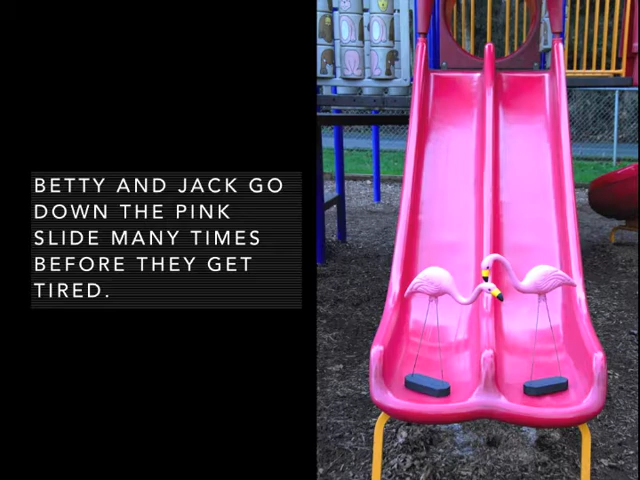 BETTY AND JACK GO
DOWN THE PINK
SLIDE MANY TIMES
BEFORE THEY GET
TIRED.